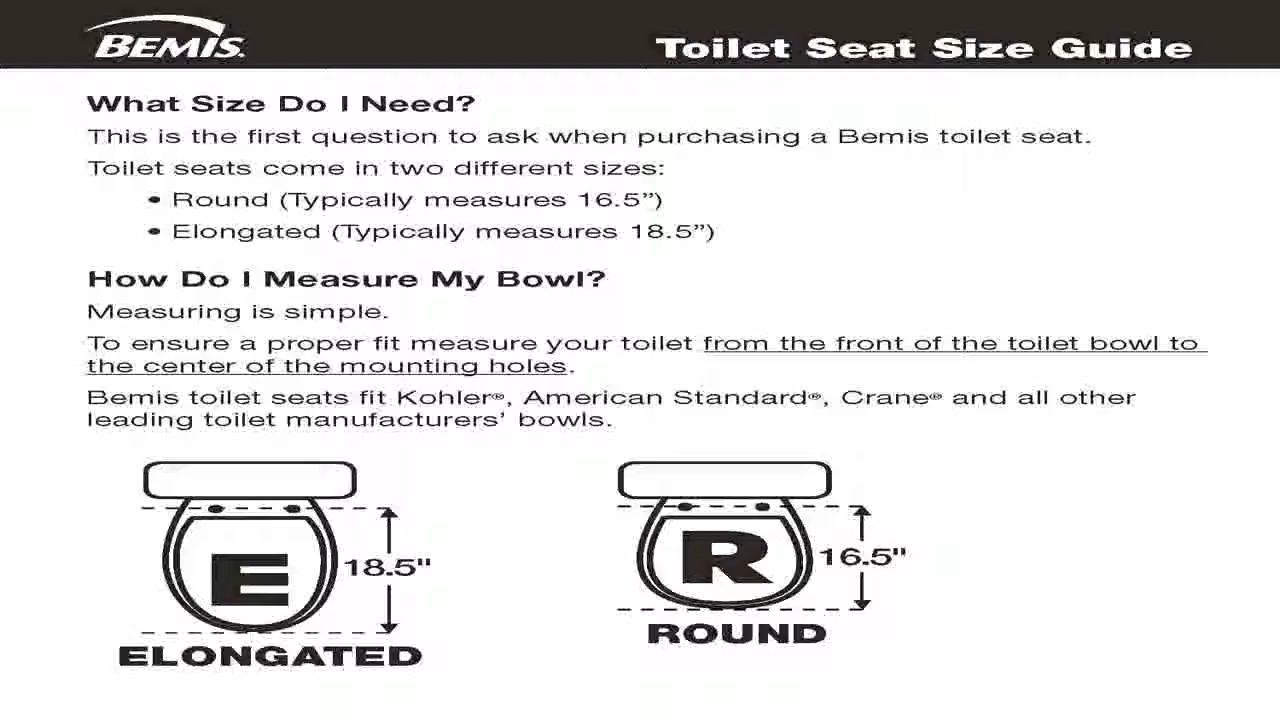 BEMIS
Toilet Seat Size Guide
What Size Do I Need?
This is the first question to ask when purchasing a Bemis toilet seat.
Toilet seats come in two different sizes:
• Round (Typically measures 16.5”)
• Elongated (Typically measures 18.5”)
How Do I Measure My Bowl?
Measuring is simple.
To ensure a proper fit measure your toilet from the front of the toilet bowl to
the center of the mounting holes.
Bemis toilet seats fit Kohler®, American Standard®, Crane® and all other
leading toilet manufacturers’ bowls.
E
18.5"
ELONGATED
R
16.5"
ROUND